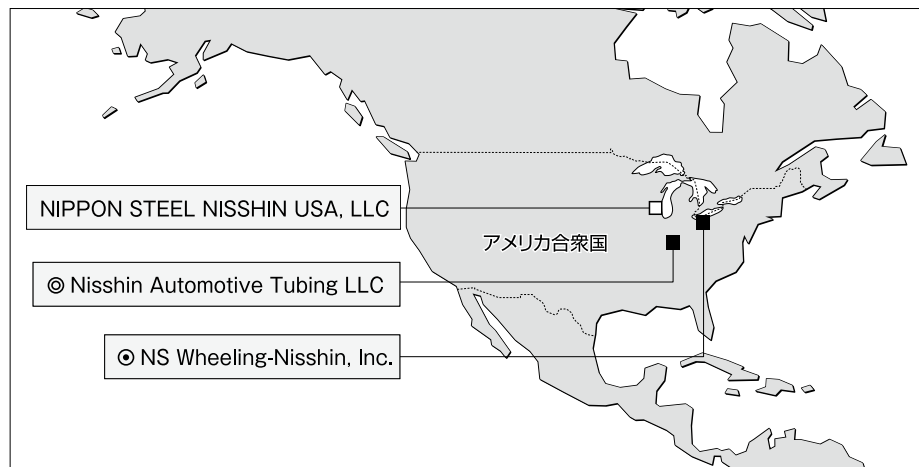 NIPPON STEEL NISSHIN USA, LLC
アメリカ合衆国
◎ Nisshin Automotive Tubing LLC
⦿ NS Wheeling-Nisshin, Inc.